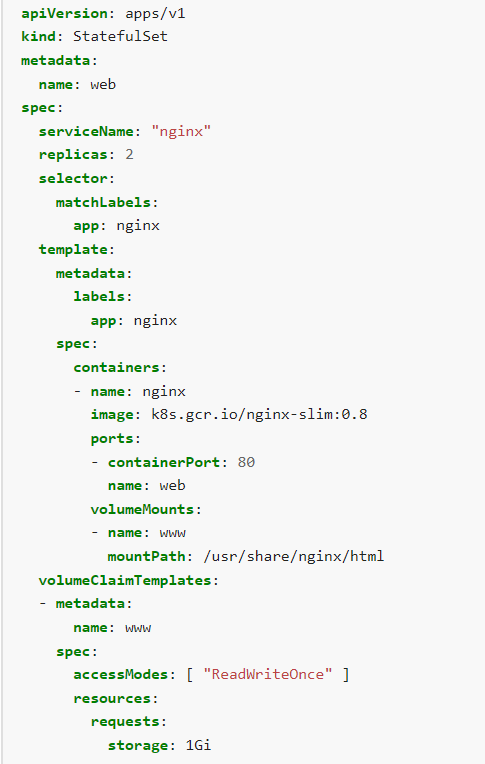 apiVersion: apps/v1
kind: StatefulSet
metadata:
  name: web
spec:
  serviceName: "nginx"
  replicas: 2
  selector:
    matchLabels:
      app: nginx
  template:
    metadata:
      labels:
        app: nginx
    spec:
      containers:
      - name: nginx
        image: k8s.gcr.io/nginx-slim:0.8
        ports:
        - containerPort: 80
          name: web
        volumeMounts:
        - name: www
          mountPath: /usr/share/nginx/html
  volumeClaimTemplates:
  - metadata:
      name: www
    spec:
      accessModes: [ "ReadWriteOnce" ]
      resources:
        requests:
          storage: 1Gi